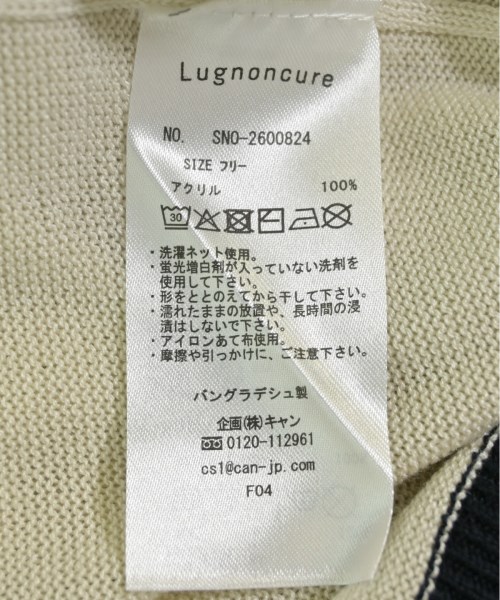 Lugnoncure
NO. SNO-2600824
SIZE フリー
アクリル 100%
30
・洗濯ネット使用。
・蛍光増白剤が入っていない洗剤を
使用して下さい。
・形をととのえてから干して下さい。
・濡れたままの放置や、長時間の浸
漬はしないで下さい。
・アイロンあて布使用。
・摩擦や引っかけに、ご注意下さい。
バングラデシュ製
企画(株)キャン
0120-112961
cs1@can-jp.com
F04